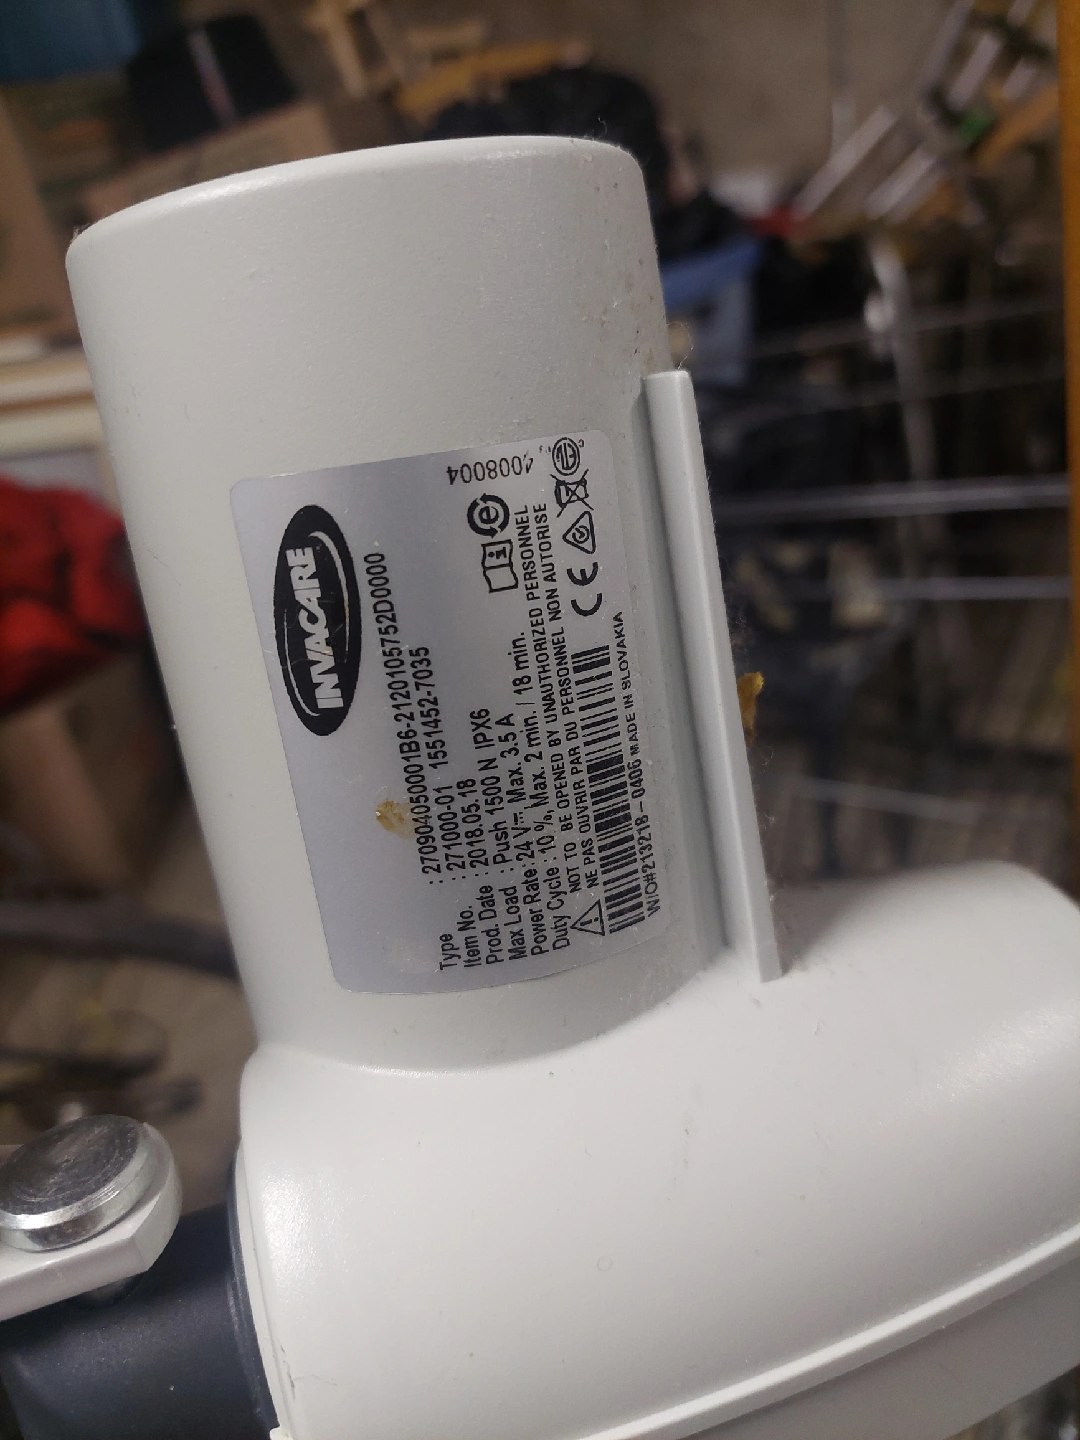 INVACARE
Type : 270904050001B6-2120105752D0000
Item No. : 271000-01 1551452-7035
Prod. Date : 2018.05.18
Max Load : Push 1500 N IPX6
Power Rate : 24 V⎓, Max. 3.5 A
Duty Cycle : 10 %, Max. 2 min. / 18 min.
NOT TO BE OPENED BY UNAUTHORIZED PERSONNEL
NE PAS OUVRIR PAR DU PERSONNEL NON AUTORISE
CE
W/O#213218-0406 MADE IN SLOVAKIA
4008004